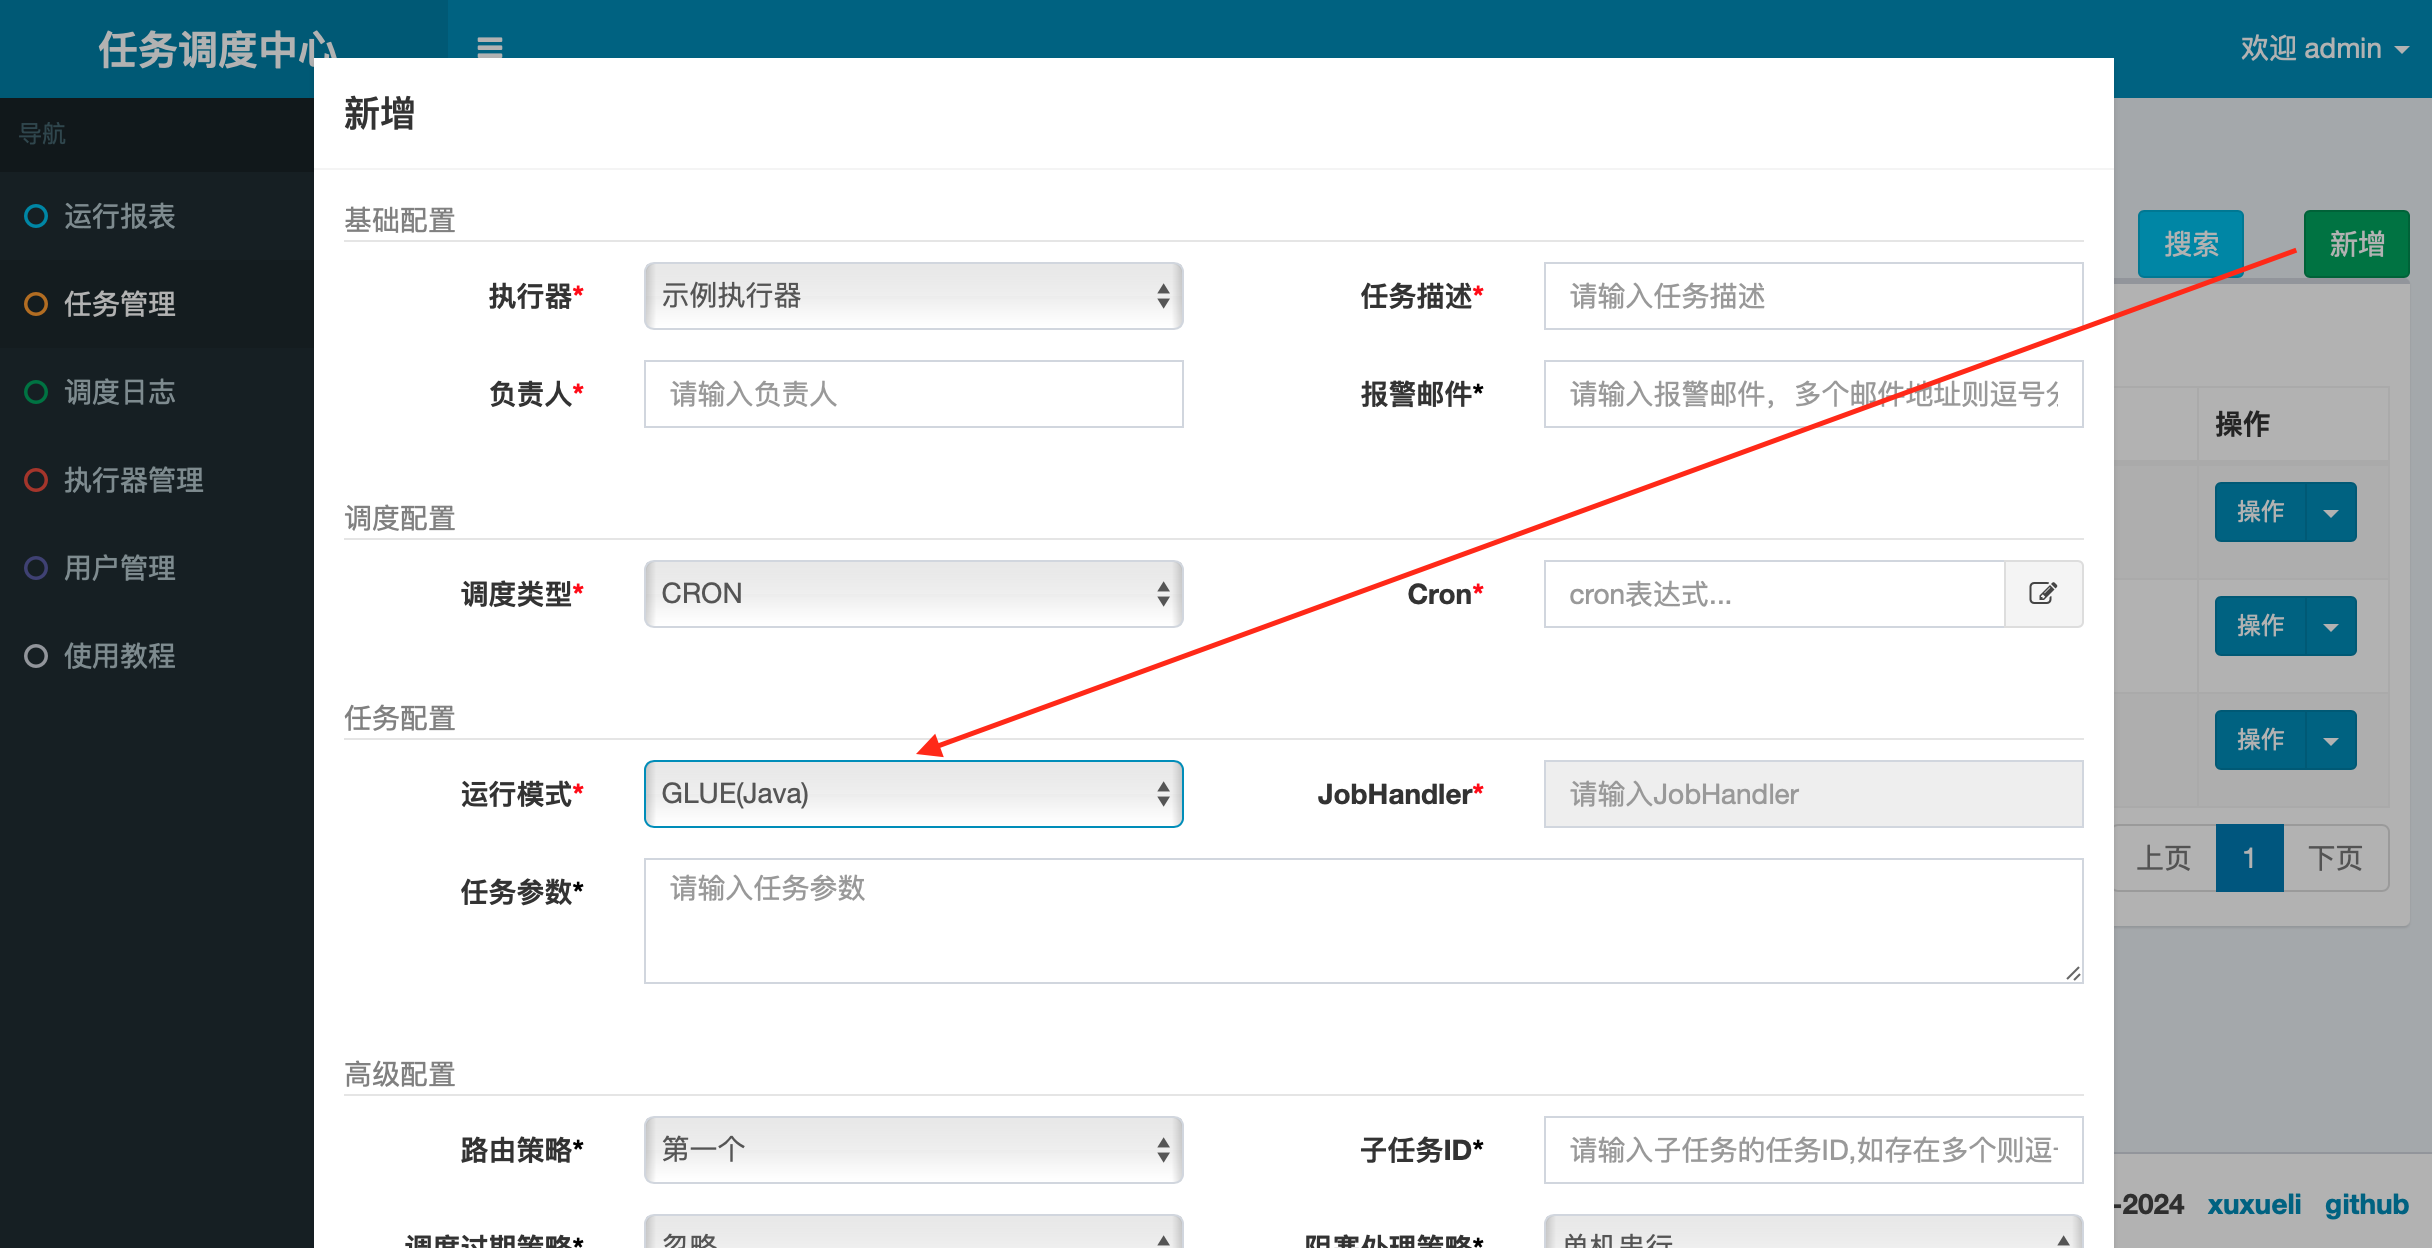 任务调度中心
欢迎 admin
导航
运行报表
任务管理
调度日志
执行器管理
用户管理
使用教程
新增
基础配置
执行器* 示例执行器 任务描述* 请输入任务描述
负责人* 请输入负责人 报警邮件* 请输入报警邮件，多个邮件地址则逗号分
调度配置
调度类型* CRON Cron* cron表达式...
任务配置
运行模式* GLUE(Java) JobHandler* 请输入JobHandler
任务参数* 请输入任务参数
高级配置
路由策略* 第一个 子任务ID* 请输入子任务的任务ID,如存在多个则逗
调度过期策略* 忽略 阻塞处理策略* 单机串行
搜索 新增
操作
操作
操作
操作
上页 1 下页
-2024 xuxueli github